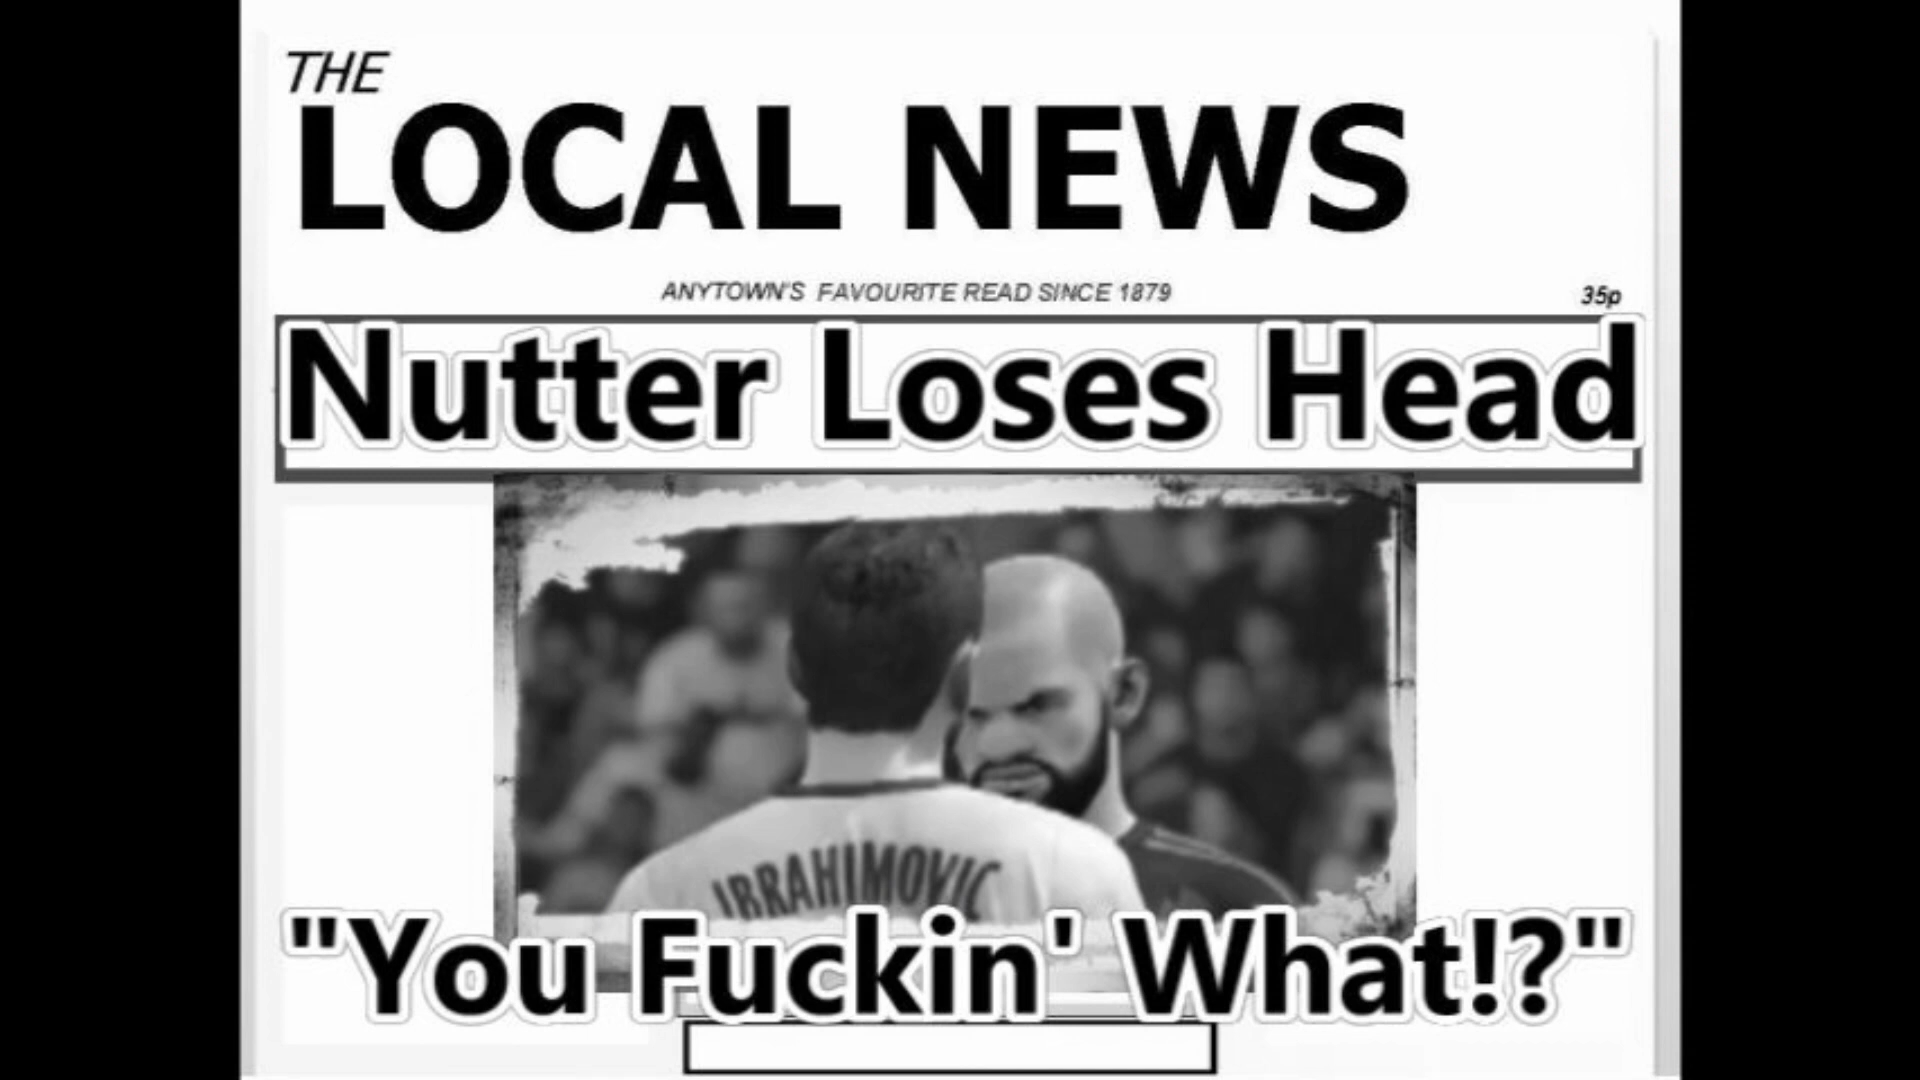 THE
LOCAL NEWS
ANYTOWN'S FAVOURITE READ SINCE 1879
35p
Nutter Loses Head
IBRAHIMOVIC
"You Fuckin' What!?"